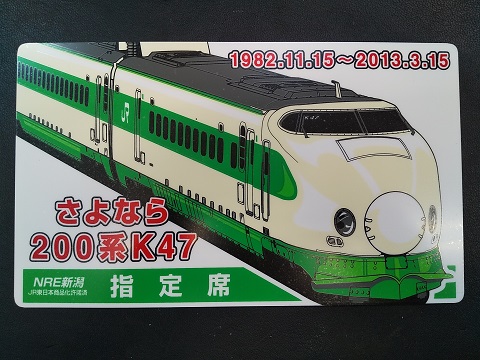 1982.11.15～2013.3.15
K47
JR
さよなら
200系K47
NRE新潟
JR東日本商品化許諾済
指定席